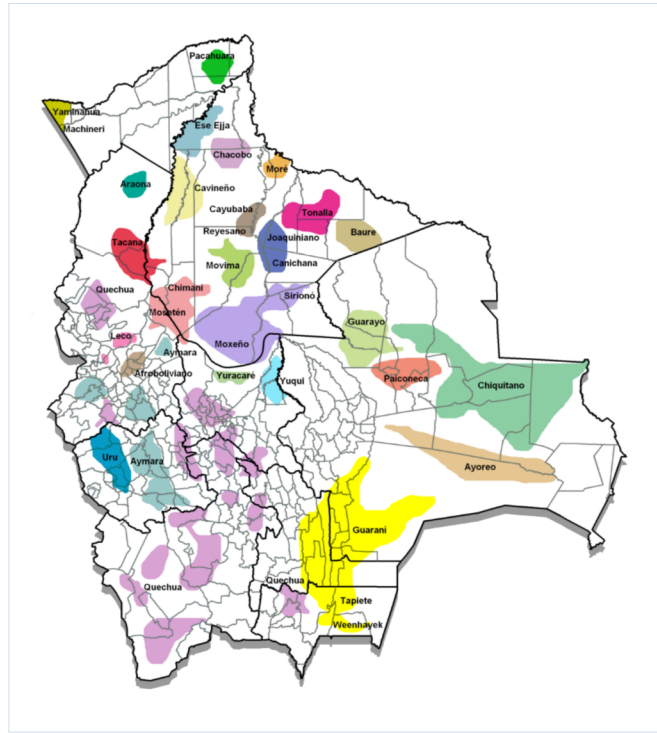 Pacahuara
Yaminahua
Machineri
Ese Ejja
Chacobo
Moré
Araona
Cavineño
Cayubaba
Tonalla
Reyesano
Joaquiniano
Baure
Tacana
Movima
Canichana
Quechua
Chimani
Sirionó
Mosetén
Guarayo
Leco
Moxeño
Aymara
Afroboliviano
Yuracaré
Yuqui
Paiconeca
Chiquitano
Uru
Aymara
Ayoreo
Guarani
Quechua
Quechua
Tapiete
Weenhayek